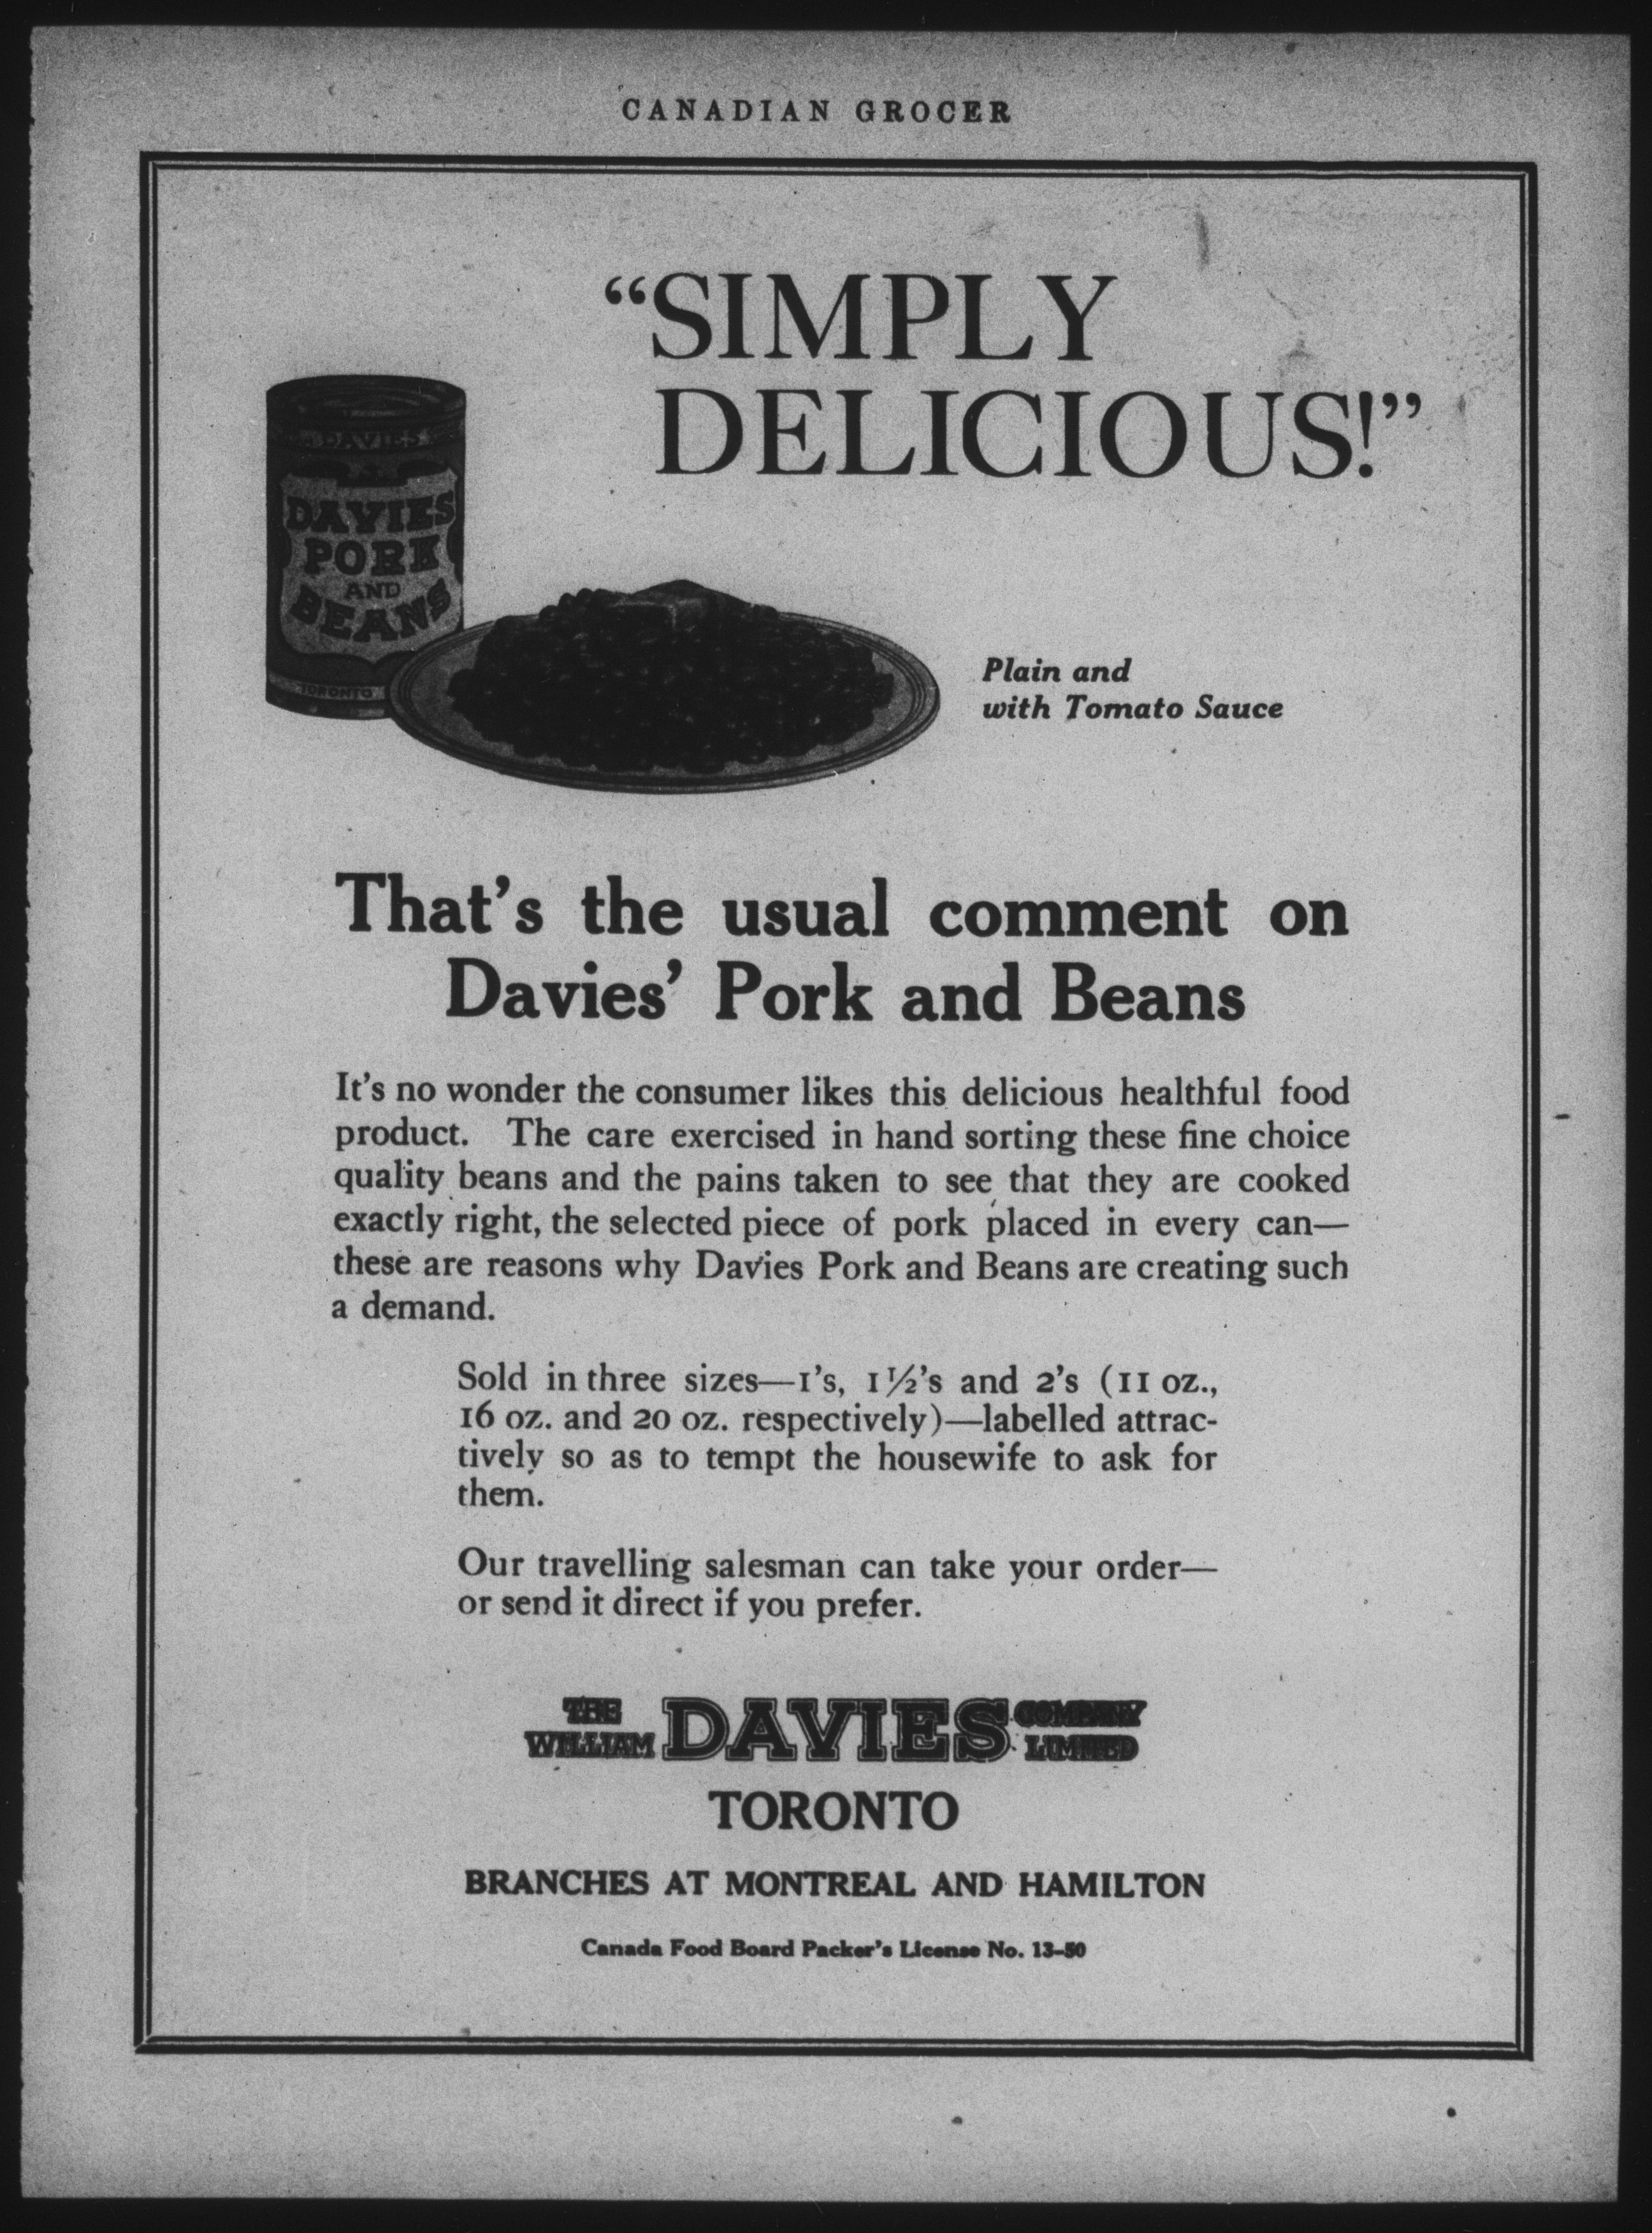 CANADIAN GROCER
“SIMPLY
DELICIOUS!”
DAVIES
DAVIES
PORK
AND
BEANS
TORONTO
Plain and
with Tomato Sauce
That’s the usual comment on
Davies’ Pork and Beans
It’s no wonder the consumer likes this delicious healthful food
product. The care exercised in hand sorting these fine choice
quality beans and the pains taken to see that they are cooked
exactly right, the selected piece of pork placed in every can—
these are reasons why Davies Pork and Beans are creating such
a demand.
Sold in three sizes—1’s, 1½’s and 2’s (11 oz.,
16 oz. and 20 oz. respectively)—labelled attrac-
tively so as to tempt the housewife to ask for
them.
Our travelling salesman can take your order—
or send it direct if you prefer.
THE WILLIAM DAVIES COMPANY LIMITED
TORONTO
BRANCHES AT MONTREAL AND HAMILTON
Canada Food Board Packer’s License No. 13-50